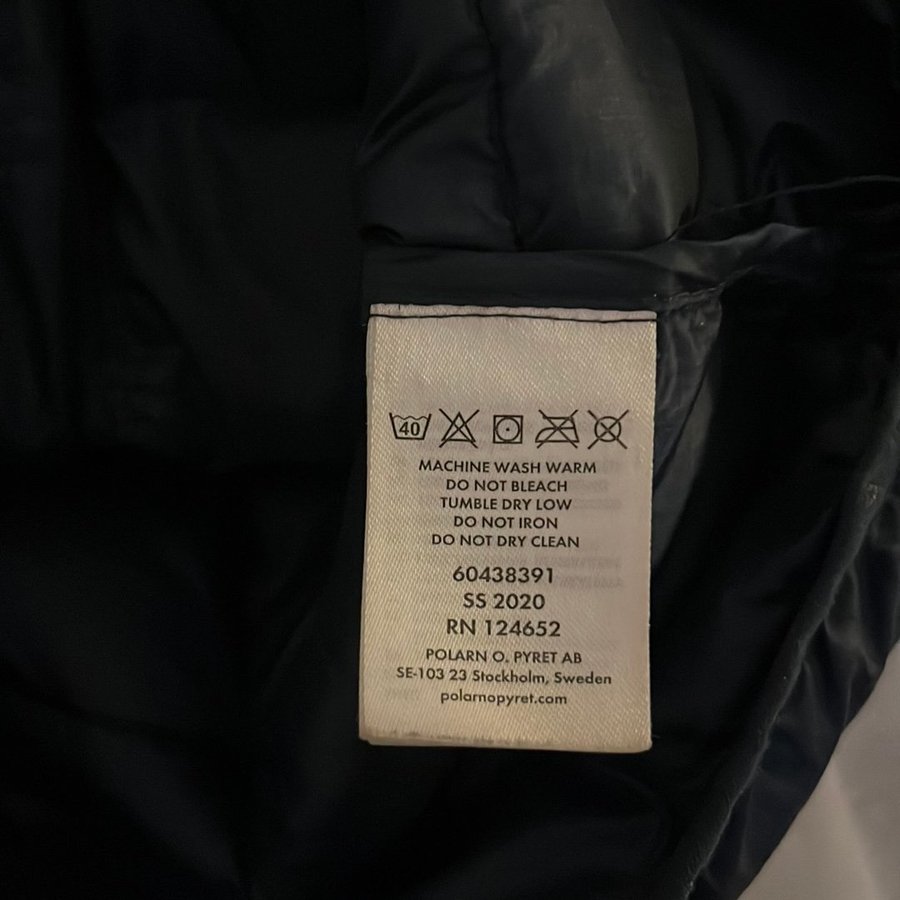 40
MACHINE WASH WARM
DO NOT BLEACH
TUMBLE DRY LOW
DO NOT IRON
DO NOT DRY CLEAN
60438391
SS 2020
RN 124652
POLARN O. PYRET AB
SE-103 23 Stockholm, Sweden
polarnopyret.com